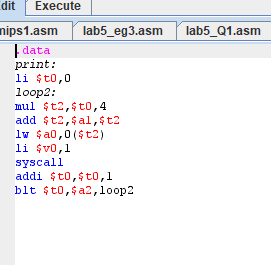 dit Execute
mips1.asm lab5_eg3.asm lab5_Q1.asm
.data
print:
li $t0,0
loop2:
mul $t2,$t0,4
add $t2,$a1,$t2
lw $a0,0($t2)
li $v0,1
syscall
addi $t0,$t0,1
blt $t0,$a2,loop2